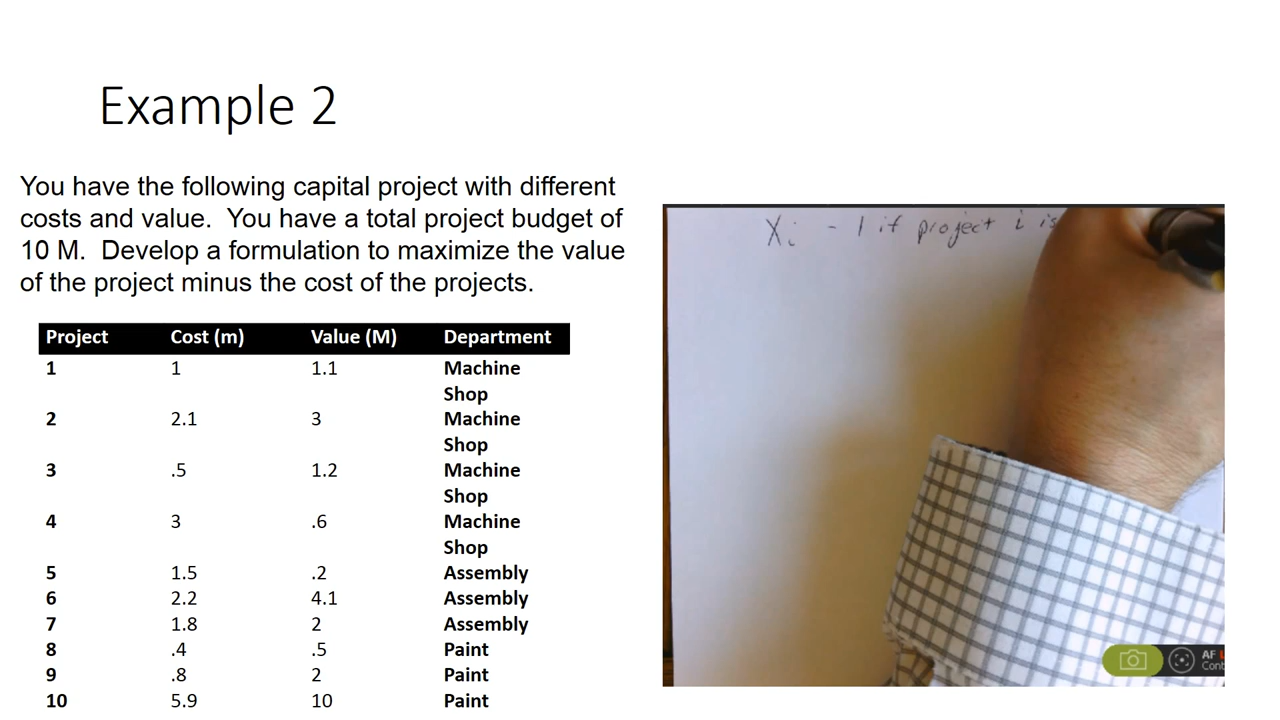 Example 2
You have the following capital project with different
costs and value. You have a total project budget of
10 M. Develop a formulation to maximize the value
of the project minus the cost of the projects.
Project Cost (m) Value (M) Department
1 1 1.1 Machine
Shop
2 2.1 3 Machine
Shop
3 .5 1.2 Machine
Shop
4 3 .6 Machine
Shop
5 1.5 .2 Assembly
6 2.2 4.1 Assembly
7 1.8 2 Assembly
8 .4 .5 Paint
9 .8 2 Paint
10 5.9 10 Paint
Xi - 1 if project i is
AF
Cont